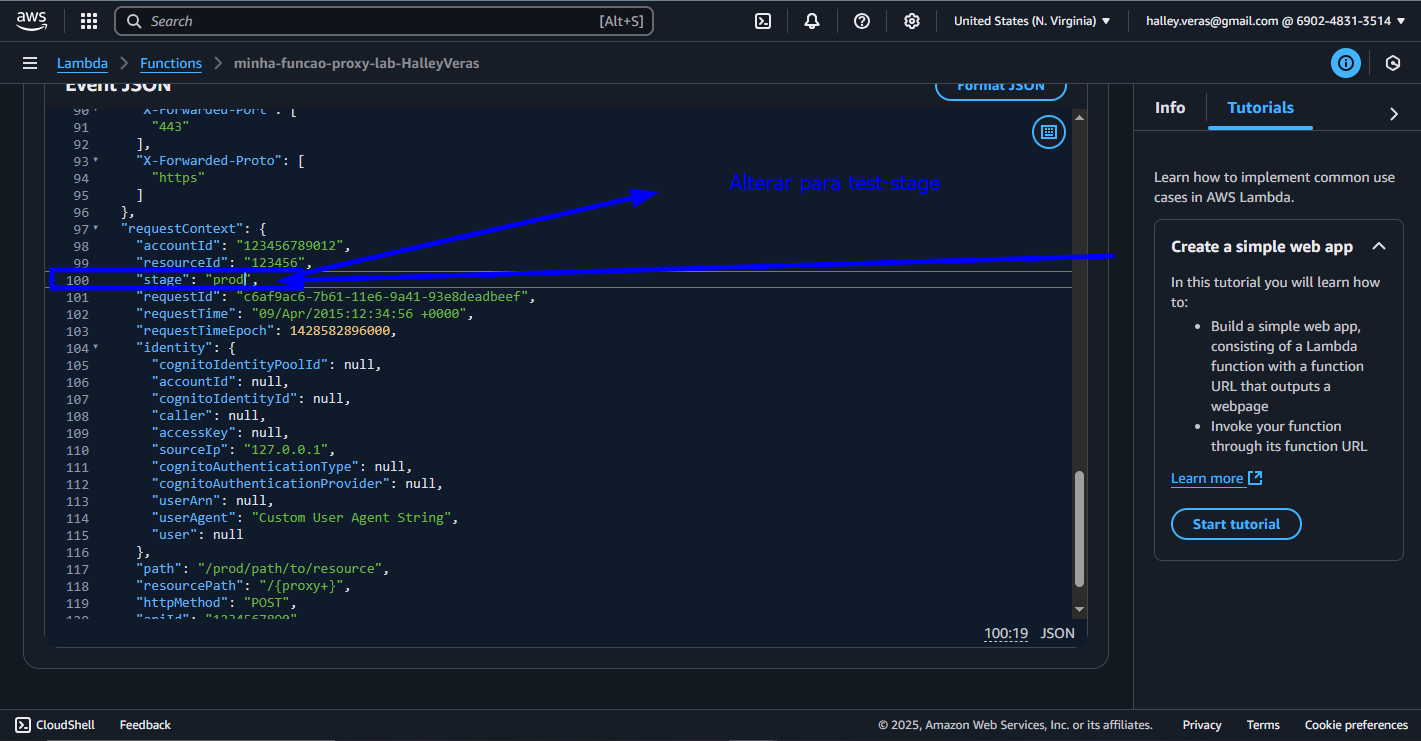 aws
Search
[Alt+S]
United States (N. Virginia)
halley.veras@gmail.com @ 6902-4831-3514
Lambda
Functions
minha-funcao-proxy-lab-HalleyVeras
Event JSON
Format JSON
90 "X-Forwarded-Port": [
91 "443"
92 ],
93 "X-Forwarded-Proto": [
94 "https"
95 ]
96 },
97 "requestContext": {
98 "accountId": "123456789012",
99 "resourceId": "123456",
100 "stage": "prod",
101 "requestId": "c6af9ac6-7b61-11e6-9a41-93e8deadbeef",
102 "requestTime": "09/Apr/2015:12:34:56 +0000",
103 "requestTimeEpoch": 1428582896000,
104 "identity": {
105 "cognitoIdentityPoolId": null,
106 "accountId": null,
107 "cognitoIdentityId": null,
108 "caller": null,
109 "accessKey": null,
110 "sourceIp": "127.0.0.1",
111 "cognitoAuthenticationType": null,
112 "cognitoAuthenticationProvider": null,
113 "userArn": null,
114 "userAgent": "Custom User Agent String",
115 "user": null
116 },
117 "path": "/prod/path/to/resource",
118 "resourcePath": "/{proxy+}",
119 "httpMethod": "POST",
120 "apiId": "1234567890"
Alterar para test-stage
100:19 JSON
Info
Tutorials
Learn how to implement common use
cases in AWS Lambda.
Create a simple web app
In this tutorial you will learn how
to:
• Build a simple web app,
consisting of a Lambda
function with a function
URL that outputs a
webpage
• Invoke your function
through its function URL
Learn more
Start tutorial
CloudShell
Feedback
© 2025, Amazon Web Services, Inc. or its affiliates.
Privacy
Terms
Cookie preferences